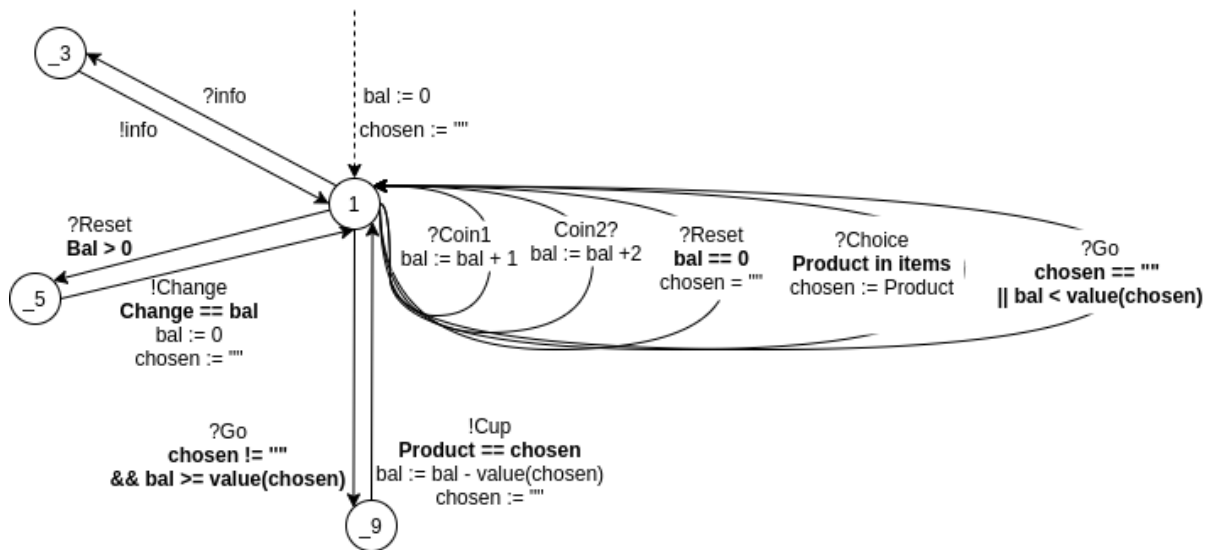 _3
?info
!info
bal := 0
chosen := ""
1
?Reset
Bal > 0
_5
!Change
Change == bal
bal := 0
chosen := ""
?Coin1
bal := bal + 1
Coin2?
bal := bal +2
?Reset
bal == 0
chosen = ""
?Choice
Product in items
chosen := Product
?Go
chosen == ""
|| bal < value(chosen)
?Go
chosen != ""
&& bal >= value(chosen)
!Cup
Product == chosen
bal := bal - value(chosen)
chosen := ""
_9